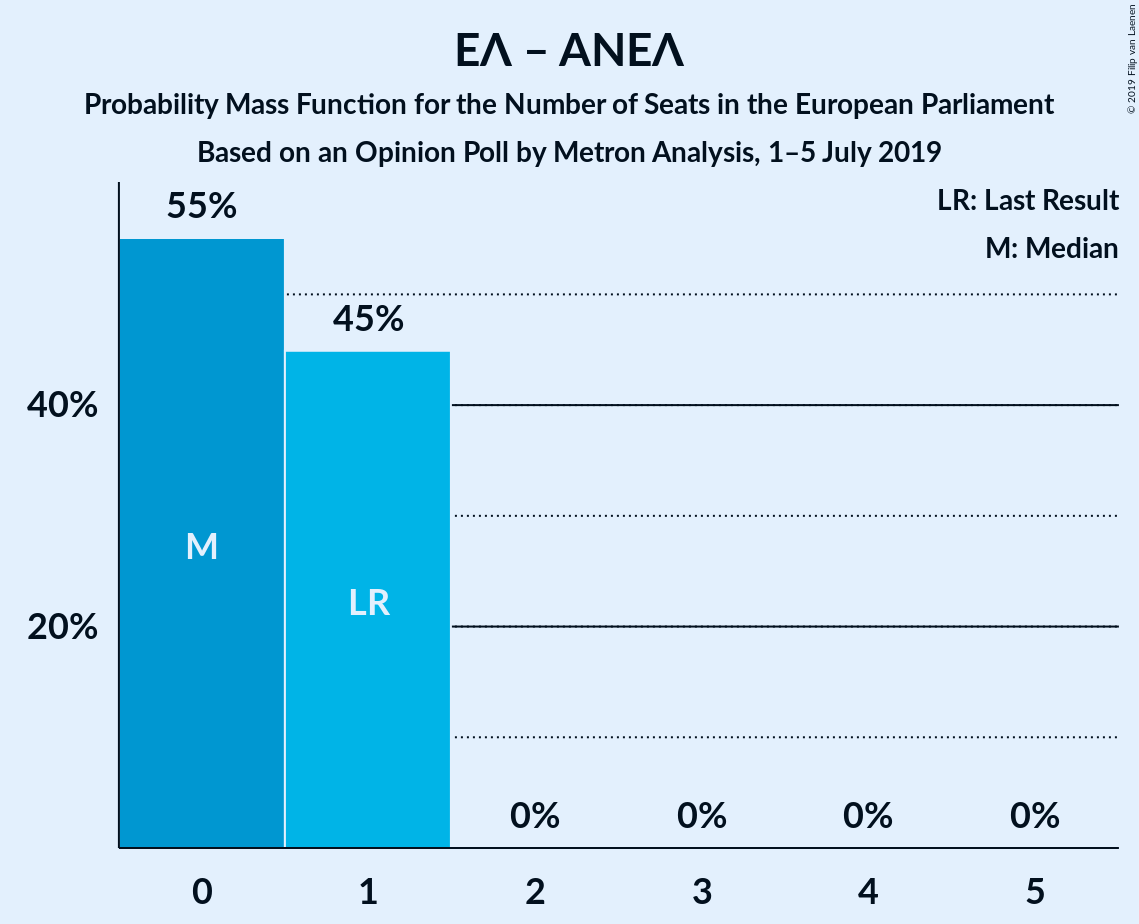 ΕΛ – ΑΝΕΛ
Probability Mass Function for the Number of Seats in the European Parliament
Based on an Opinion Poll by Metron Analysis, 1–5 July 2019
© 2019 Filip van Laenen
LR: Last Result
M: Median
55%
45%
40%
20%
M
LR
0%
0%
0%
0%
0
1
2
3
4
5